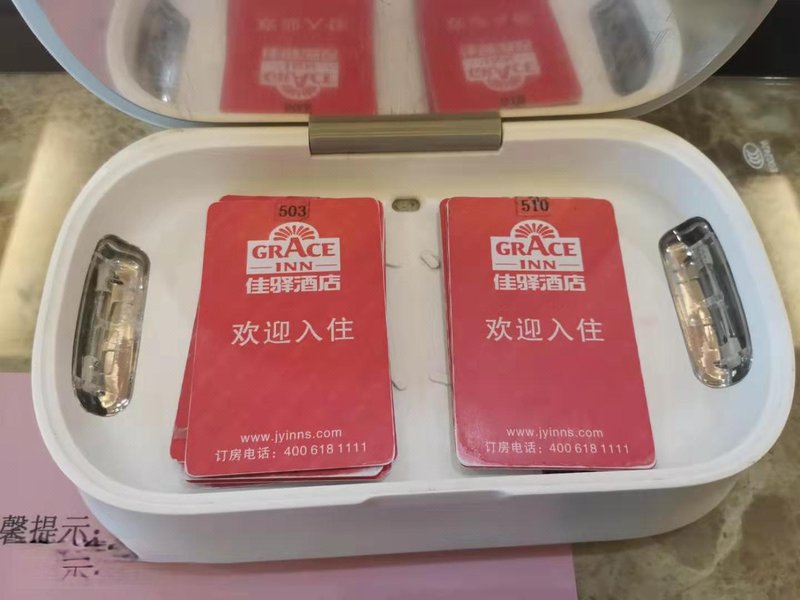 503
GRACE
INN
佳驿酒店
欢迎入住
www.jyinns.com
订房电话：400 618 1111
510
GRACE
INN
佳驿酒店
欢迎入住
www.jyinns.com
订房电话：400 618 1111
馨提示:
示: